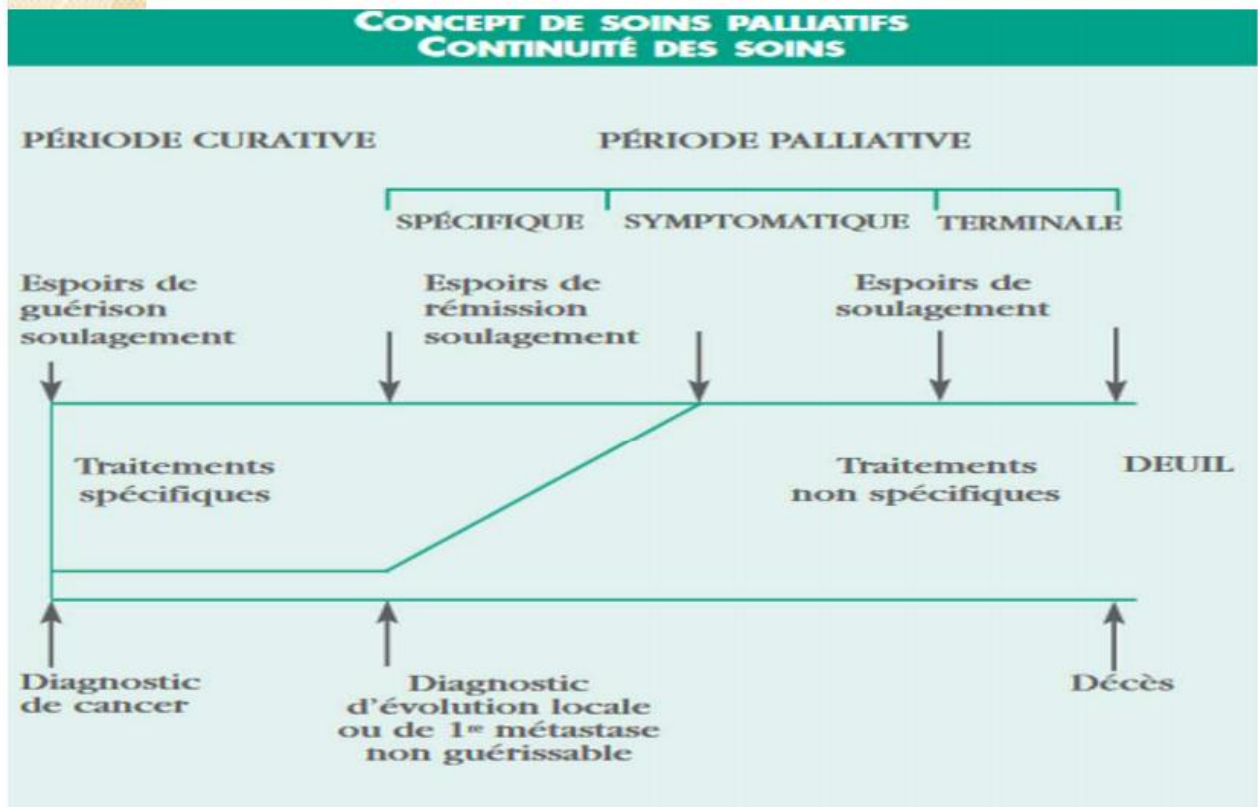 CONCEPT DE SOINS PALLIATIFS
CONTINUITÉ DES SOINS
PÉRIODE CURATIVE
PÉRIODE PALLIATIVE
SPÉCIFIQUE
SYMPTOMATIQUE
TERMINALE
Espoirs de
guérison
soulagement
Espoirs de
rémission
soulagement
Espoirs de
soulagement
Traitements
spécifiques
Traitements
non spécifiques
DEUIL
Diagnostic
de cancer
Diagnostic
d'évolution locale
ou de 1re métastase
non guérissable
Décès